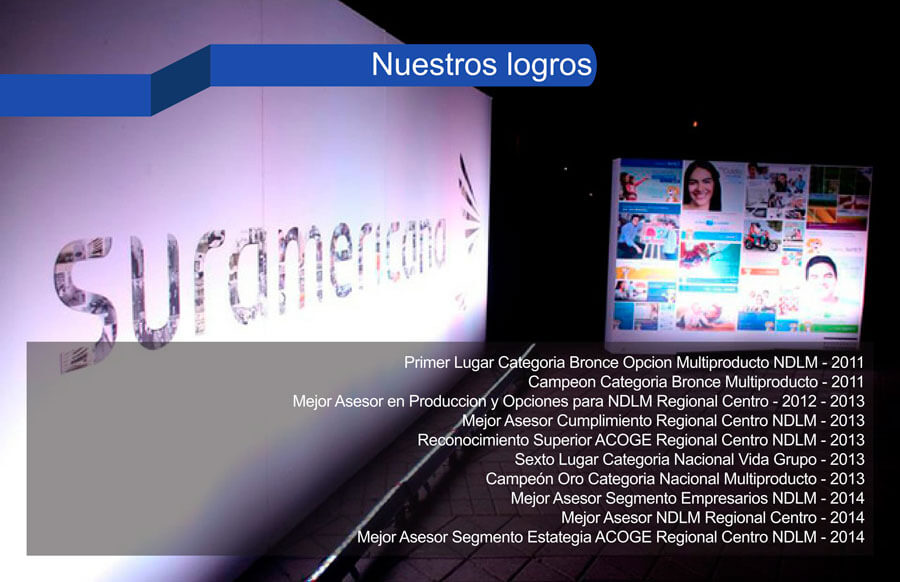 Nuestros logros
suramericana
Primer Lugar Categoria Bronce Opcion Multiproducto NDLM - 2011
Campeon Categoria Bronce Multiproducto - 2011
Mejor Asesor en Produccion y Opciones para NDLM Regional Centro - 2012 - 2013
Mejor Asesor Cumplimiento Regional Centro NDLM - 2013
Reconocimiento Superior ACOGE Regional Centro NDLM - 2013
Sexto Lugar Categoria Nacional Vida Grupo - 2013
Campeón Oro Categoria Nacional Multiproducto - 2013
Mejor Asesor Segmento Empresarios NDLM - 2014
Mejor Asesor NDLM Regional Centro - 2014
Mejor Asesor Segmento Estategia ACOGE Regional Centro NDLM - 2014